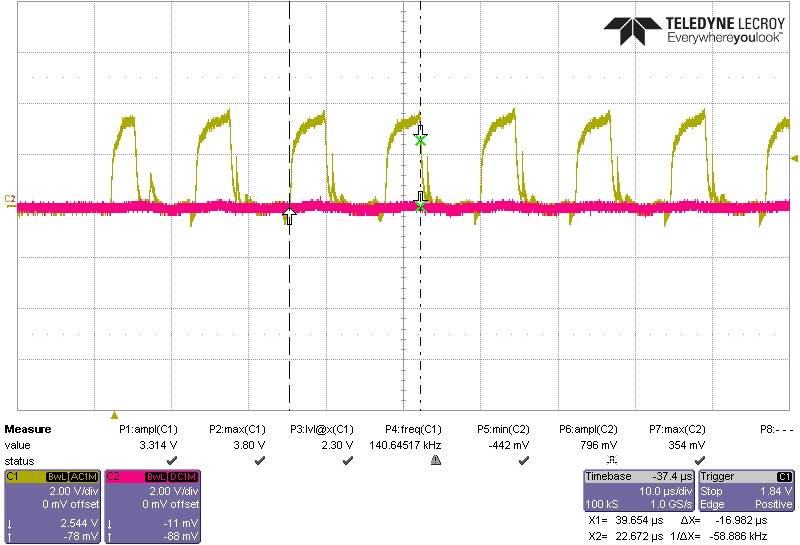 TELEDYNE LECROY
Everywhereyoulook™
C2
Measure P1:ampl(C1) P2:max(C1) P3:lvl@x(C1) P4:freq(C1) P5:min(C2) P6:ampl(C2) P7:max(C2) P8:- - -
value 3.314 V 3.80 V 2.30 V 140.64517 kHz -442 mV 796 mV 354 mV
status
C1 BwL AC1M C2 BwL DC1M Timebase -37.4 µs Trigger C1
2.00 V/div 2.00 V/div 10.0 µs/div Stop 1.84 V
0 mV offset 0 mV offset 100 kS 1.0 GS/s Edge Positive
↓ 2.544 V ↓ -11 mV X1= 39.654 µs ΔX= -16.982 µs
↑ -78 mV ↑ -88 mV X2= 22.672 µs 1/ΔX= -58.886 kHz